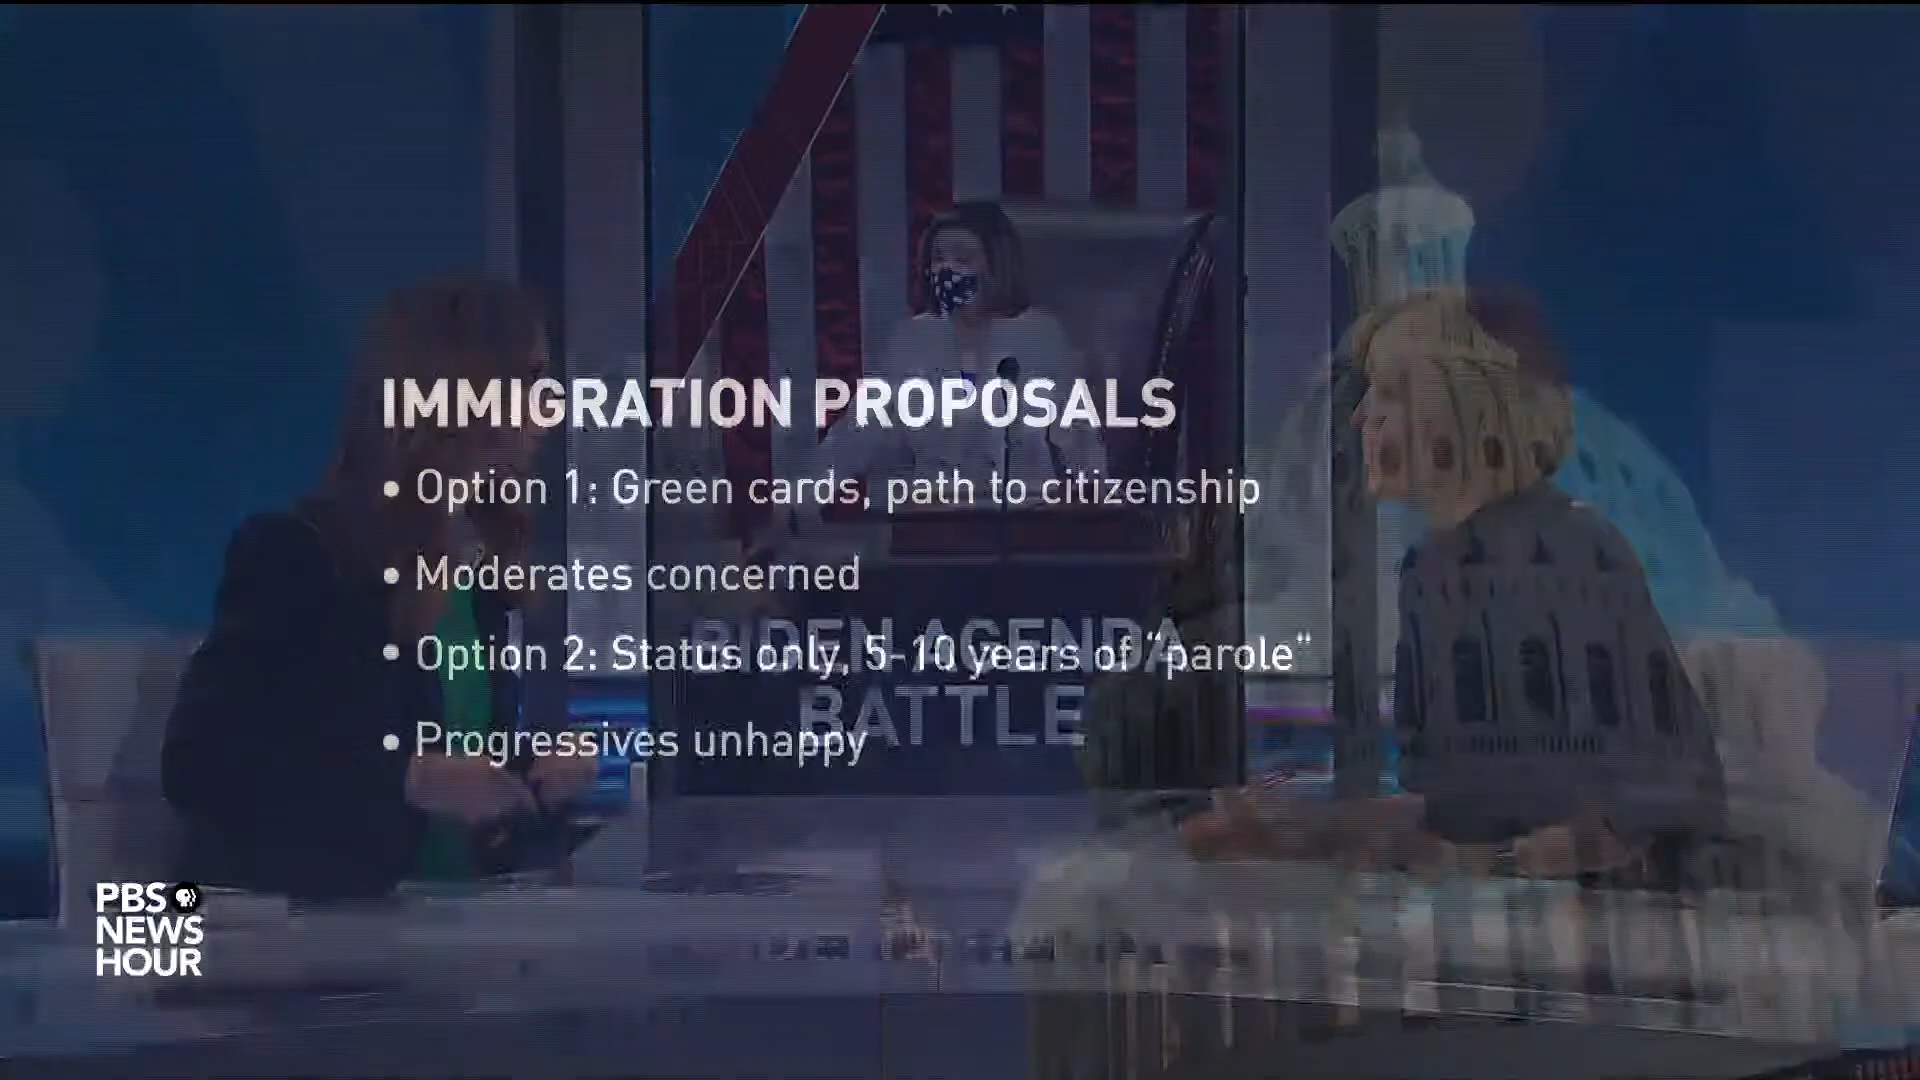 IMMIGRATION PROPOSALS
• Option 1: Green cards, path to citizenship
• Moderates concerned
• Option 2: Status only, 5-10 years of “parole”
• Progressives unhappy
BIDEN AGENDA
BATTLE
PBS
NEWS
HOUR